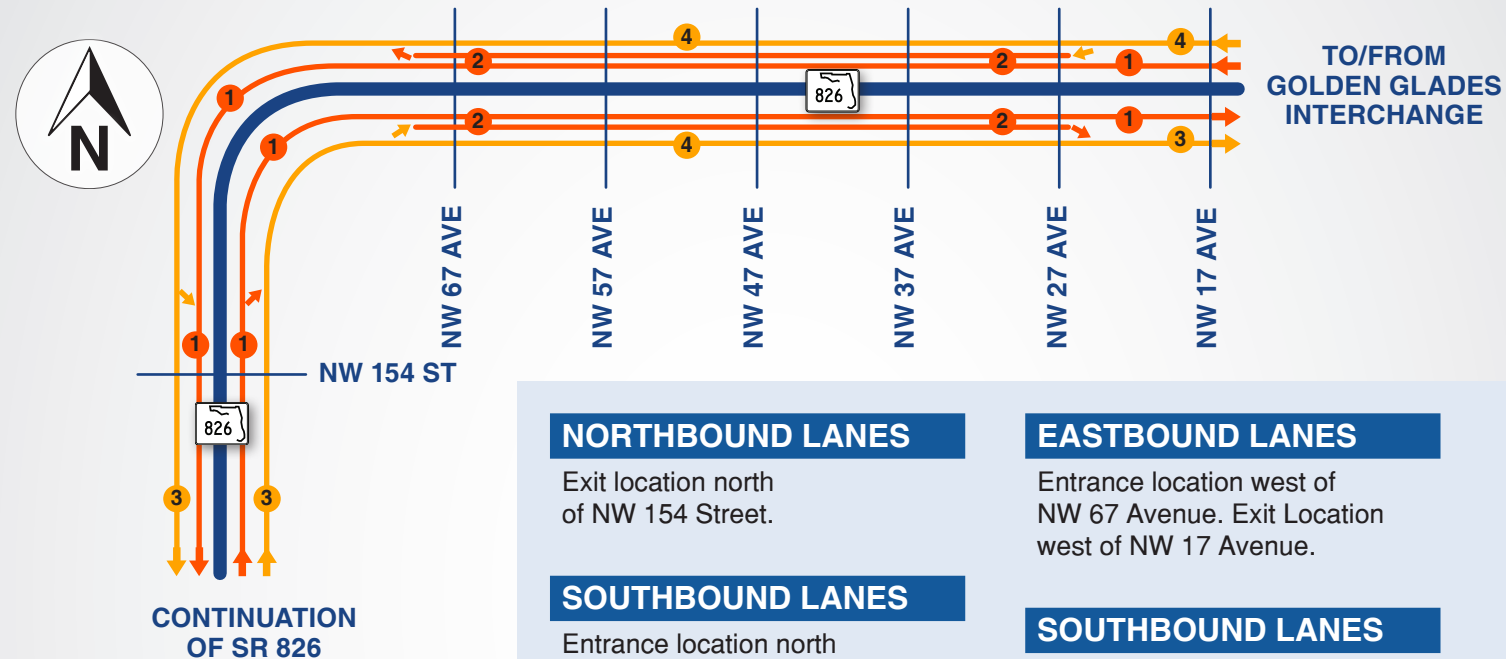 4
4
2
2
1
1
826
TO/FROM
GOLDEN GLADES
INTERCHANGE
N
1
2
2
1
4
3
NW 67 AVE
NW 57 AVE
NW 47 AVE
NW 37 AVE
NW 27 AVE
NW 17 AVE
1
1
NW 154 ST
826
3
3
CONTINUATION
OF SR 826
NORTHBOUND LANES
Exit location north
of NW 154 Street.
SOUTHBOUND LANES
Entrance location north
EASTBOUND LANES
Entrance location west of
NW 67 Avenue. Exit Location
west of NW 17 Avenue.
SOUTHBOUND LANES